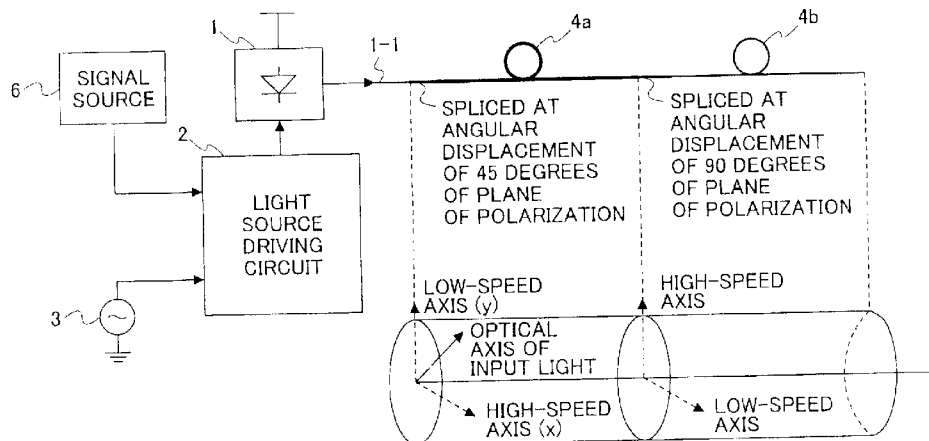 4a
4b
1
1-1
6
SIGNAL
SOURCE
2
SPLICED AT
ANGULAR
DISPLACEMENT
OF 45 DEGREES
OF PLANE
OF POLARIZATION
SPLICED AT
ANGULAR
DISPLACEMENT
OF 90 DEGREES
OF PLANE
OF POLARIZATION
LIGHT
SOURCE
DRIVING
CIRCUIT
3
LOW-SPEED
AXIS (y)
HIGH-SPEED
AXIS
OPTICAL
AXIS OF
INPUT LIGHT
HIGH-SPEED
AXIS (x)
LOW-SPEED
AXIS